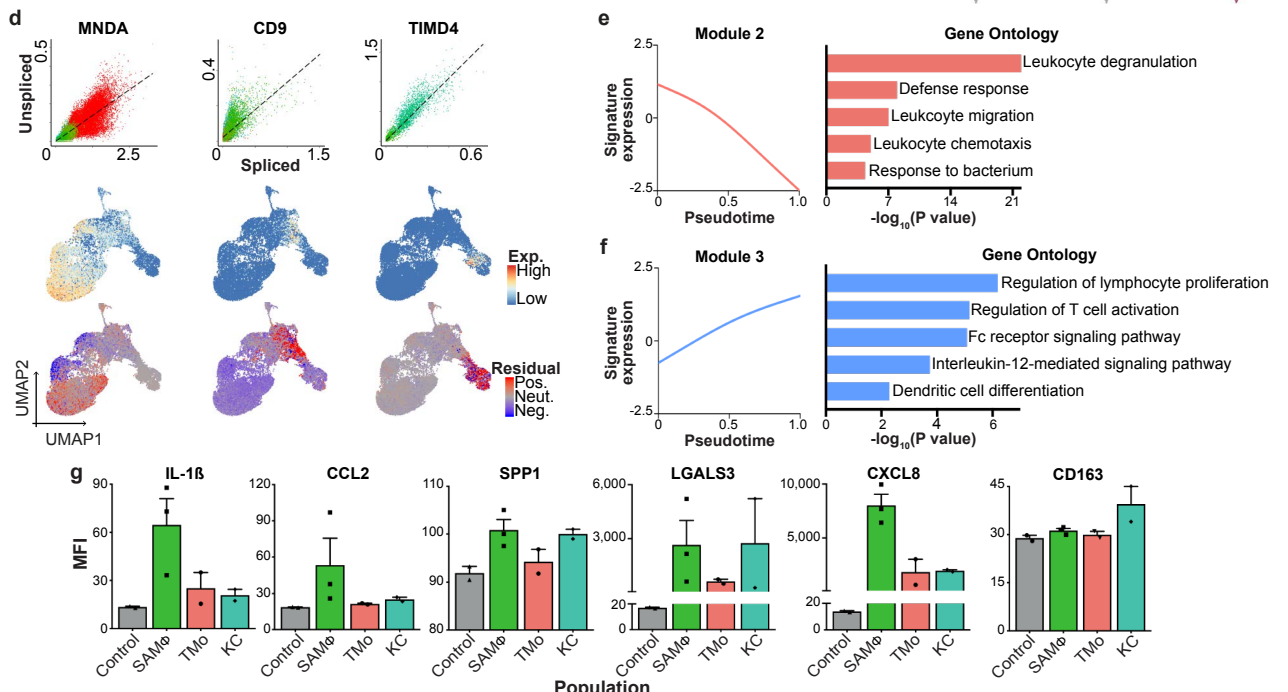 d
MNDA
CD9
TIMD4
Unspliced
0.5
2.5
0.4
1.5
1.5
0.6
Spliced
Exp.
High
Low
Residual
Pos.
Neut.
Neg.
UMAP2
UMAP1
e
Module 2
Signature
expression
2.5
0
-2.5
0
0.5
1.0
Pseudotime
Gene Ontology
Leukocyte degranulation
Defense response
Leukcoyte migration
Leukocyte chemotaxis
Response to bacterium
0
7
14
21
-log10(P value)
f
Module 3
Signature
expression
2.5
0
-2.5
0
0.5
1.0
Pseudotime
Gene Ontology
Regulation of lymphocyte proliferation
Regulation of T cell activation
Fc receptor signaling pathway
Interleukin-12-mediated signaling pathway
Dendritic cell differentiation
0
2
4
6
-log10(P value)
g
IL-1ß
MFI
90
60
30
0
Control
SAMΦ
TMo
KC
CCL2
120
90
60
30
0
Control
SAMΦ
TMo
KC
SPP1
110
100
90
80
Control
SAMΦ
TMo
KC
LGALS3
6,000
3,000
20
0
Control
SAMΦ
TMo
KC
CXCL8
10,000
5,000
20
0
Control
SAMΦ
TMo
KC
CD163
45
30
15
0
Control
SAMΦ
TMo
KC
Population